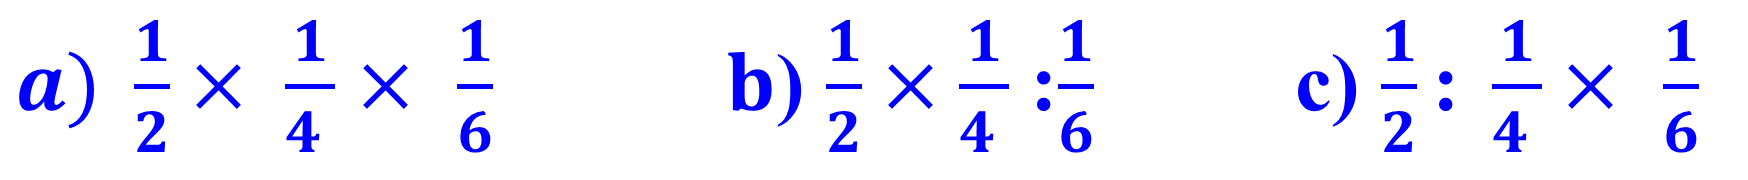 a) 1/2 × 1/4 × 1/6 b) 1/2 × 1/4 : 1/6 c) 1/2 : 1/4 × 1/6